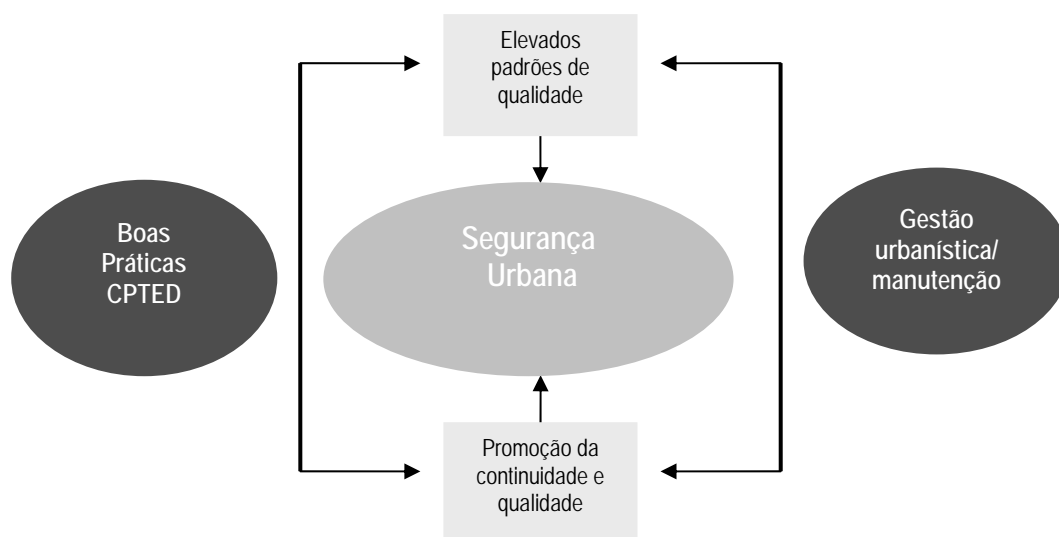 Elevados
padrões de
qualidade
Boas
Práticas
CPTED
Segurança
Urbana
Gestão
urbanística/
manutenção
Promoção da
continuidade e
qualidade